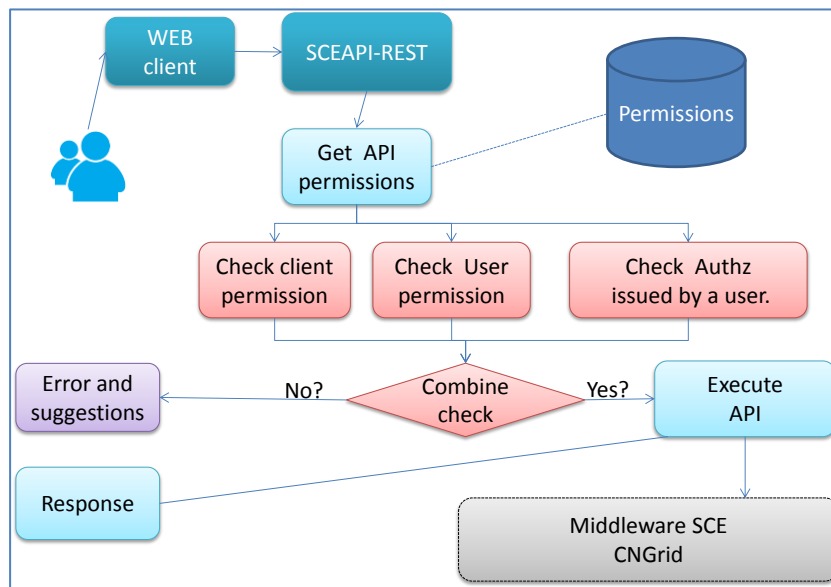 WEB
client
SCEAPI-REST
Permissions
Get API
permissions
Check client
permission
Check User
permission
Check Authz
issued by a user.
Error and
suggestions
No?
Combine
check
Yes?
Execute
API
Response
Middleware SCE
CNGrid